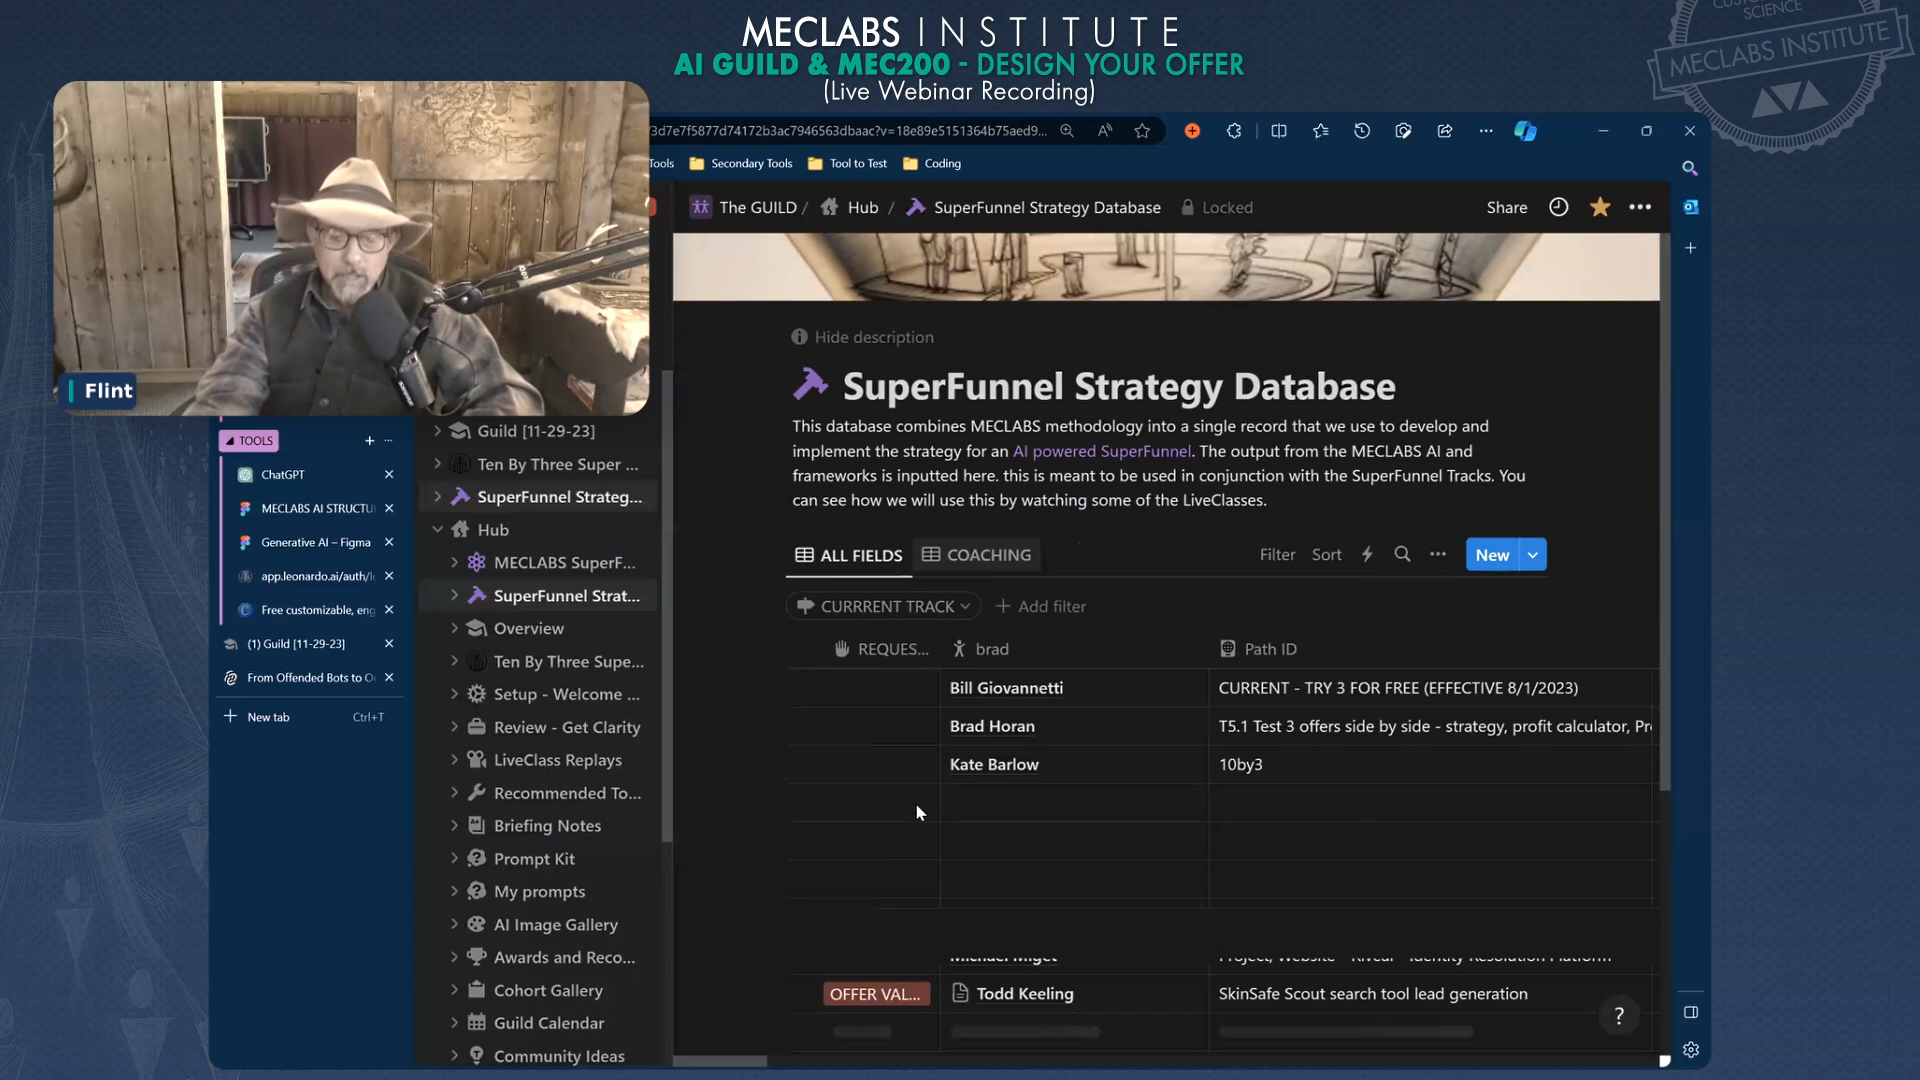 MECLABS INSTITUTE
AI GUILD & MEC200 - DESIGN YOUR OFFER
(Live Webinar Recording)
SCIENCE
MECLABS INSTITUTE
Flint
3d7e7f5877d74172b3ac7946563dbaac?v=18e89e5151364b75aed9...
Tools
Secondary Tools
Tool to Test
Coding
The GUILD / Hub / SuperFunnel Strategy Database Locked
Share
TOOLS
ChatGPT
MECLABS AI STRUCTU
Generative AI – Figma
app.leonardo.ai/auth/l
Free customizable, eng
(1) Guild [11-29-23]
From Offended Bots to O
New tab Ctrl+T
Guild [11-29-23]
Ten By Three Super ...
SuperFunnel Strateg...
Hub
MECLABS SuperF...
SuperFunnel Strat...
Overview
Ten By Three Supe...
Setup - Welcome ...
Review - Get Clarity
LiveClass Replays
Recommended To...
Briefing Notes
Prompt Kit
My prompts
AI Image Gallery
Awards and Reco...
Cohort Gallery
Guild Calendar
Community Ideas
Hide description
SuperFunnel Strategy Database
This database combines MECLABS methodology into a single record that we use to develop and
implement the strategy for an AI powered SuperFunnel. The output from the MECLABS AI and
frameworks is inputted here. this is meant to be used in conjunction with the SuperFunnel Tracks. You
can see how we will use this by watching some of the LiveClasses.
ALL FIELDS
COACHING
Filter Sort
New
CURRRENT TRACK
Add filter
REQUES... brad Path ID
Bill Giovannetti CURRENT - TRY 3 FOR FREE (EFFECTIVE 8/1/2023)
Brad Horan T5.1 Test 3 offers side by side - strategy, profit calculator, Pr
Kate Barlow 10by3
Michael Miget Project, Website - Riveal - Identity Resolution Platform
OFFER VAL... Todd Keeling SkinSafe Scout search tool lead generation
?